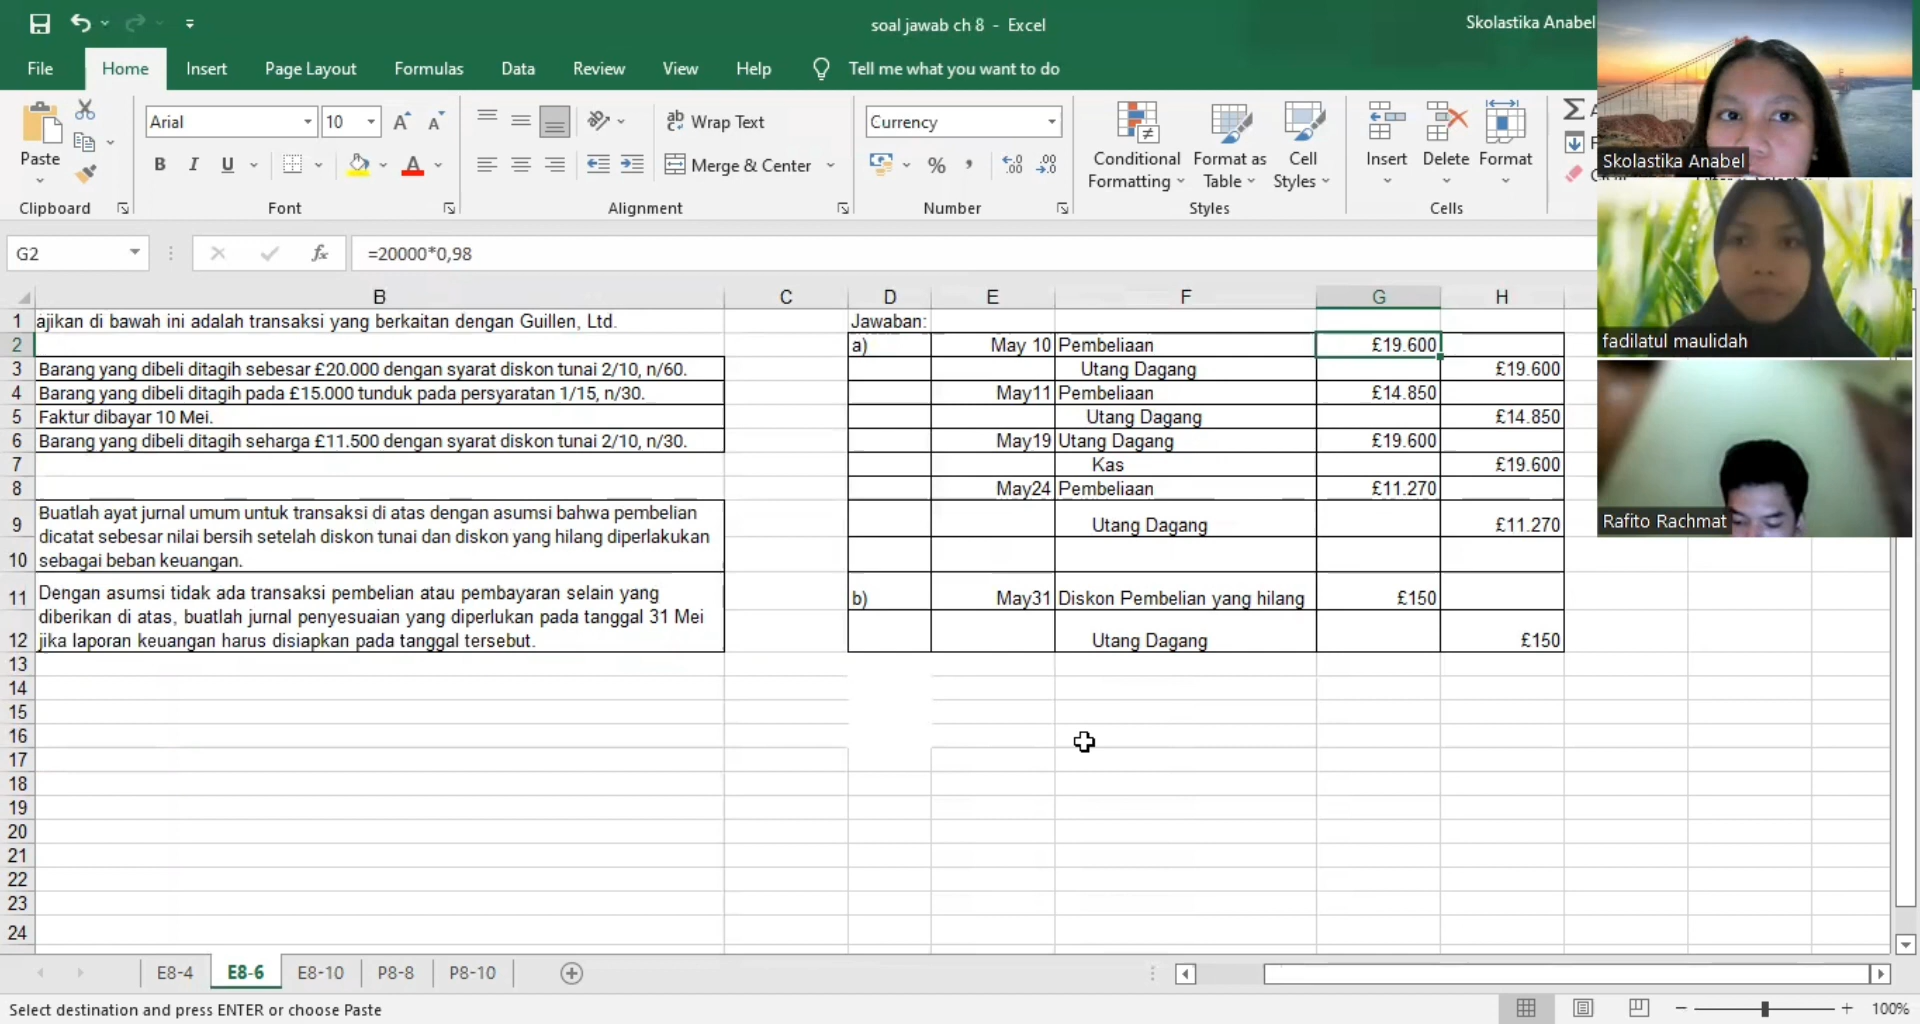 soal jawab ch 8 - Excel
Skolastika Anabel
File Home Insert Page Layout Formulas Data Review View Help Tell me what you want to do
Paste
Clipboard
Arial 10
B I U
Font
Wrap Text
Merge & Center
Alignment
Currency
% ,
Number
Conditional Formatting
Format as Table
Cell Styles
Styles
Insert Delete Format
Cells
Skolastika Anabel
fadilatul maulidah
Rafito Rachmat
G2 fx =20000*0,98
B C D E F G H
1 ajikan di bawah ini adalah transaksi yang berkaitan dengan Guillen, Ltd. Jawaban:
2 a) May 10 Pembeliaan £19.600
3 Barang yang dibeli ditagih sebesar £20.000 dengan syarat diskon tunai 2/10, n/60. Utang Dagang £19.600
4 Barang yang dibeli ditagih pada £15.000 tunduk pada persyaratan 1/15, n/30. May11 Pembeliaan £14.850
5 Faktur dibayar 10 Mei. Utang Dagang £14.850
6 Barang yang dibeli ditagih seharga £11.500 dengan syarat diskon tunai 2/10, n/30. May19 Utang Dagang £19.600
7 Kas £19.600
8 May24 Pembeliaan £11.270
Buatlah ayat jurnal umum untuk transaksi di atas dengan asumsi bahwa pembelian
9 dicatat sebesar nilai bersih setelah diskon tunai dan diskon yang hilang diperlakukan Utang Dagang £11.270
10 sebagai beban keuangan.
Dengan asumsi tidak ada transaksi pembelian atau pembayaran selain yang
11 b) May31 Diskon Pembelian yang hilang £150
diberikan di atas, buatlah jurnal penyesuaian yang diperlukan pada tanggal 31 Mei
12 jika laporan keuangan harus disiapkan pada tanggal tersebut. Utang Dagang £150
13
14
15
16
17
18
19
20
21
22
23
24
E8-4 E8-6 E8-10 P8-8 P8-10
Select destination and press ENTER or choose Paste 100%